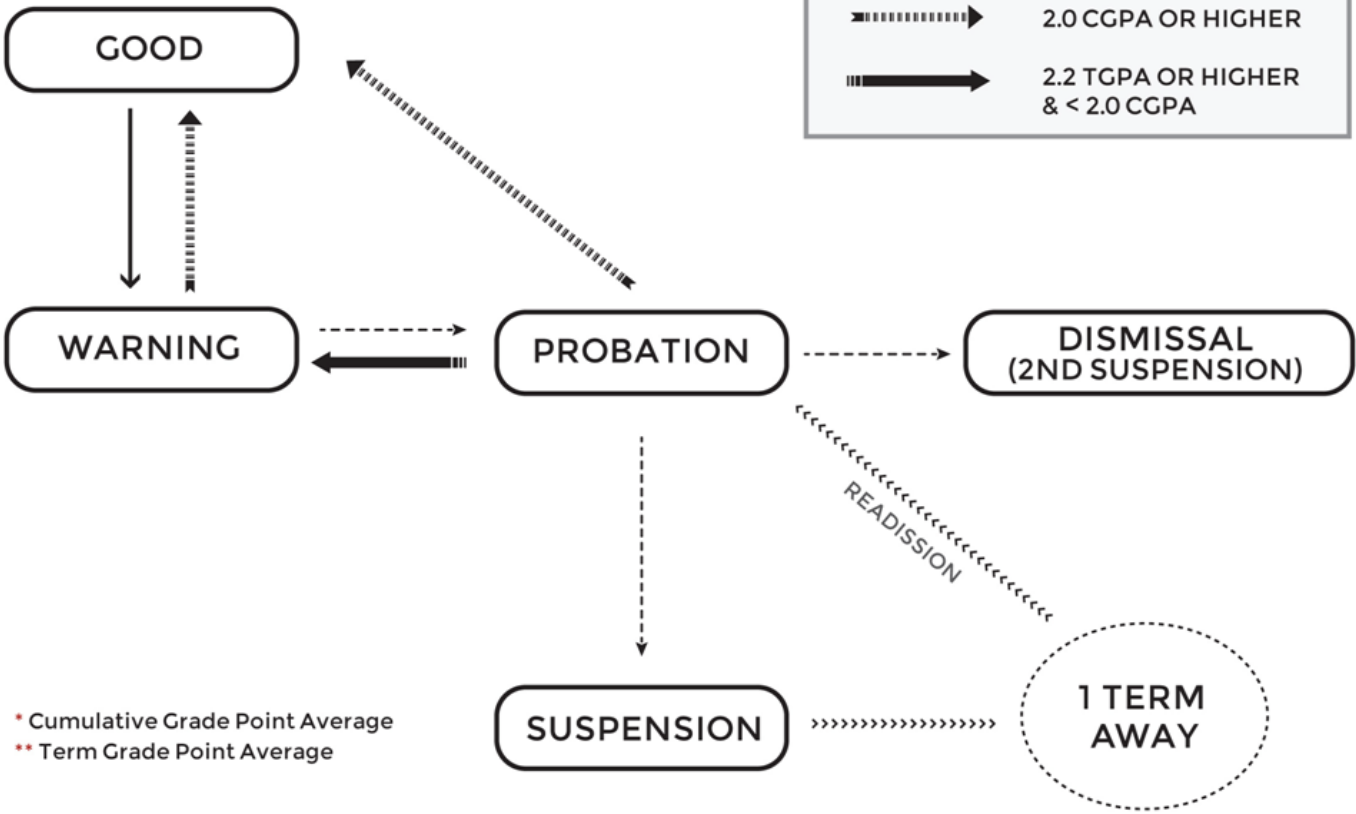 GOOD
2.0 CGPA OR HIGHER
2.2 TGPA OR HIGHER
& < 2.0 CGPA
WARNING
PROBATION
DISMISSAL
(2ND SUSPENSION)
READISSION
SUSPENSION
1 TERM
AWAY
* Cumulative Grade Point Average
** Term Grade Point Average